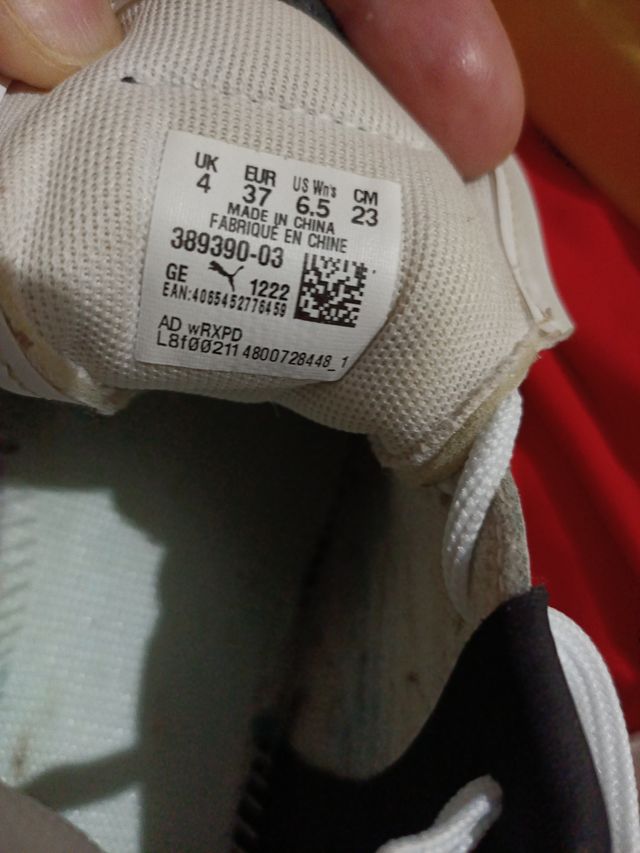 UK EUR US Wn's CM
4 37 6.5 23
MADE IN CHINA
FABRIQUÉ EN CHINE
389390-03
GE 1222
EAN:4065452776459
AD wRXPD
L8f00211 4800728448_1